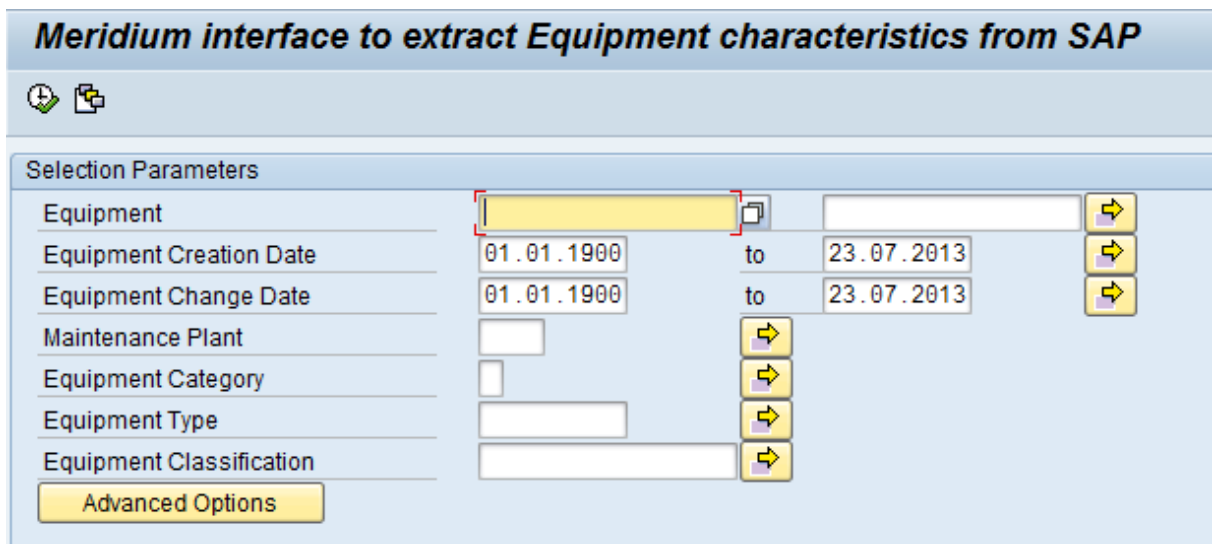 Meridium interface to extract Equipment characteristics from SAP
Selection Parameters
Equipment
Equipment Creation Date 01.01.1900 to 23.07.2013
Equipment Change Date 01.01.1900 to 23.07.2013
Maintenance Plant
Equipment Category
Equipment Type
Equipment Classification
Advanced Options